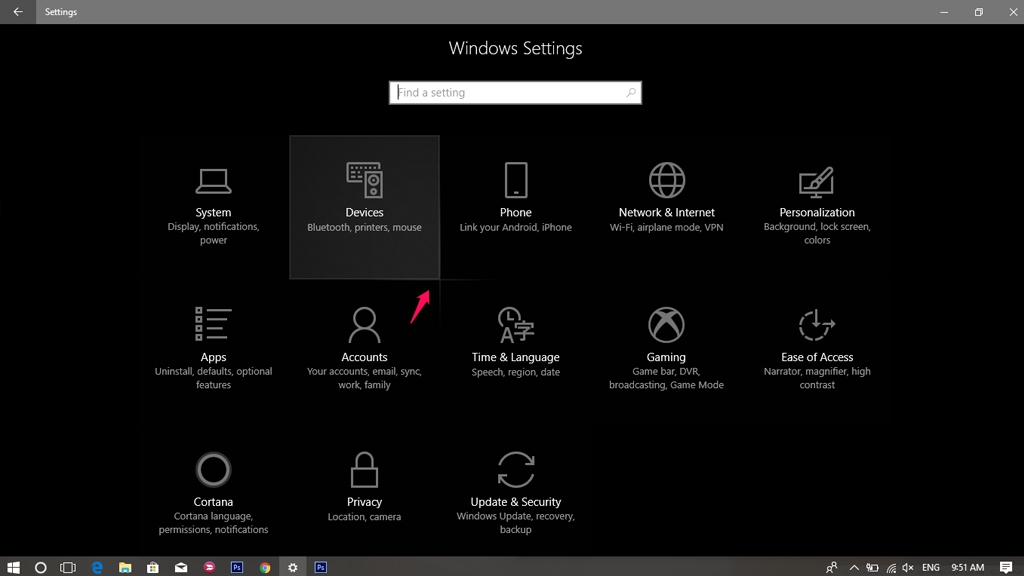 Settings
Windows Settings
Find a setting
System
Display, notifications,
power
Devices
Bluetooth, printers, mouse
Phone
Link your Android, iPhone
Network & Internet
Wi-Fi, airplane mode, VPN
Personalization
Background, lock screen,
colors
Apps
Uninstall, defaults, optional
features
Accounts
Your accounts, email, sync,
work, family
Time & Language
Speech, region, date
Gaming
Game bar, DVR,
broadcasting, Game Mode
Ease of Access
Narrator, magnifier, high
contrast
Cortana
Cortana language,
permissions, notifications
Privacy
Location, camera
Update & Security
Windows Update, recovery,
backup
Ps
Ps
ENG
9:51 AM